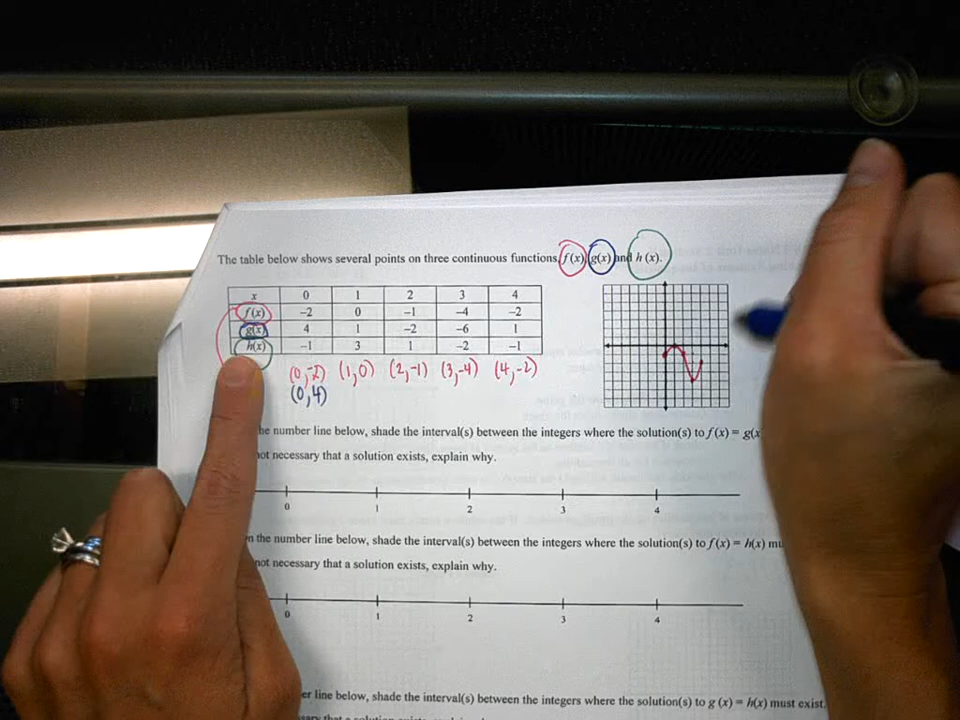 The table below shows several points on three continuous functions, f(x), g(x) and h (x).
x 0 1 2 3 4
f(x) −2 0 −1 −4 −2
g(x) 4 1 −2 −6 1
h(x) −1 3 1 −2 −1
(0,-2) (1,0) (2,-1) (3,-4) (4,-2)
(0,4)
he number line below, shade the interval(s) between the integers where the solution(s) to f(x) = g(x
not necessary that a solution exists, explain why.
0 1 2 3 4
n the number line below, shade the interval(s) between the integers where the solution(s) to f(x) = h(x) mu
not necessary that a solution exists, explain why.
0 1 2 3 4
er line below, shade the interval(s) between the integers where the solution(s) to g (x) = h(x) must exist.